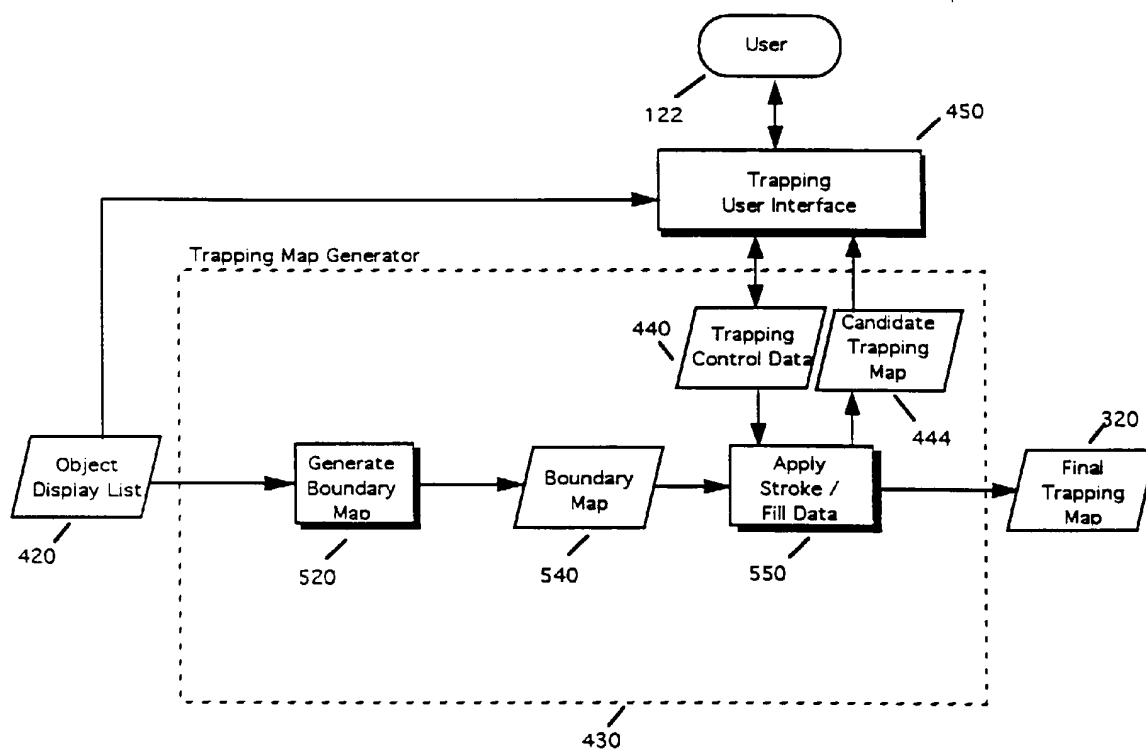 User
122
450
Trapping
User Interface
Trapping Map Generator
440
Trapping
Control Data
Candidate
Trapping
Map
444
320
Object
Display List
Generate
Boundary
Map
Boundary
Map
Apply
Stroke /
Fill Data
Final
Trapping
Map
420
520
540
550
430